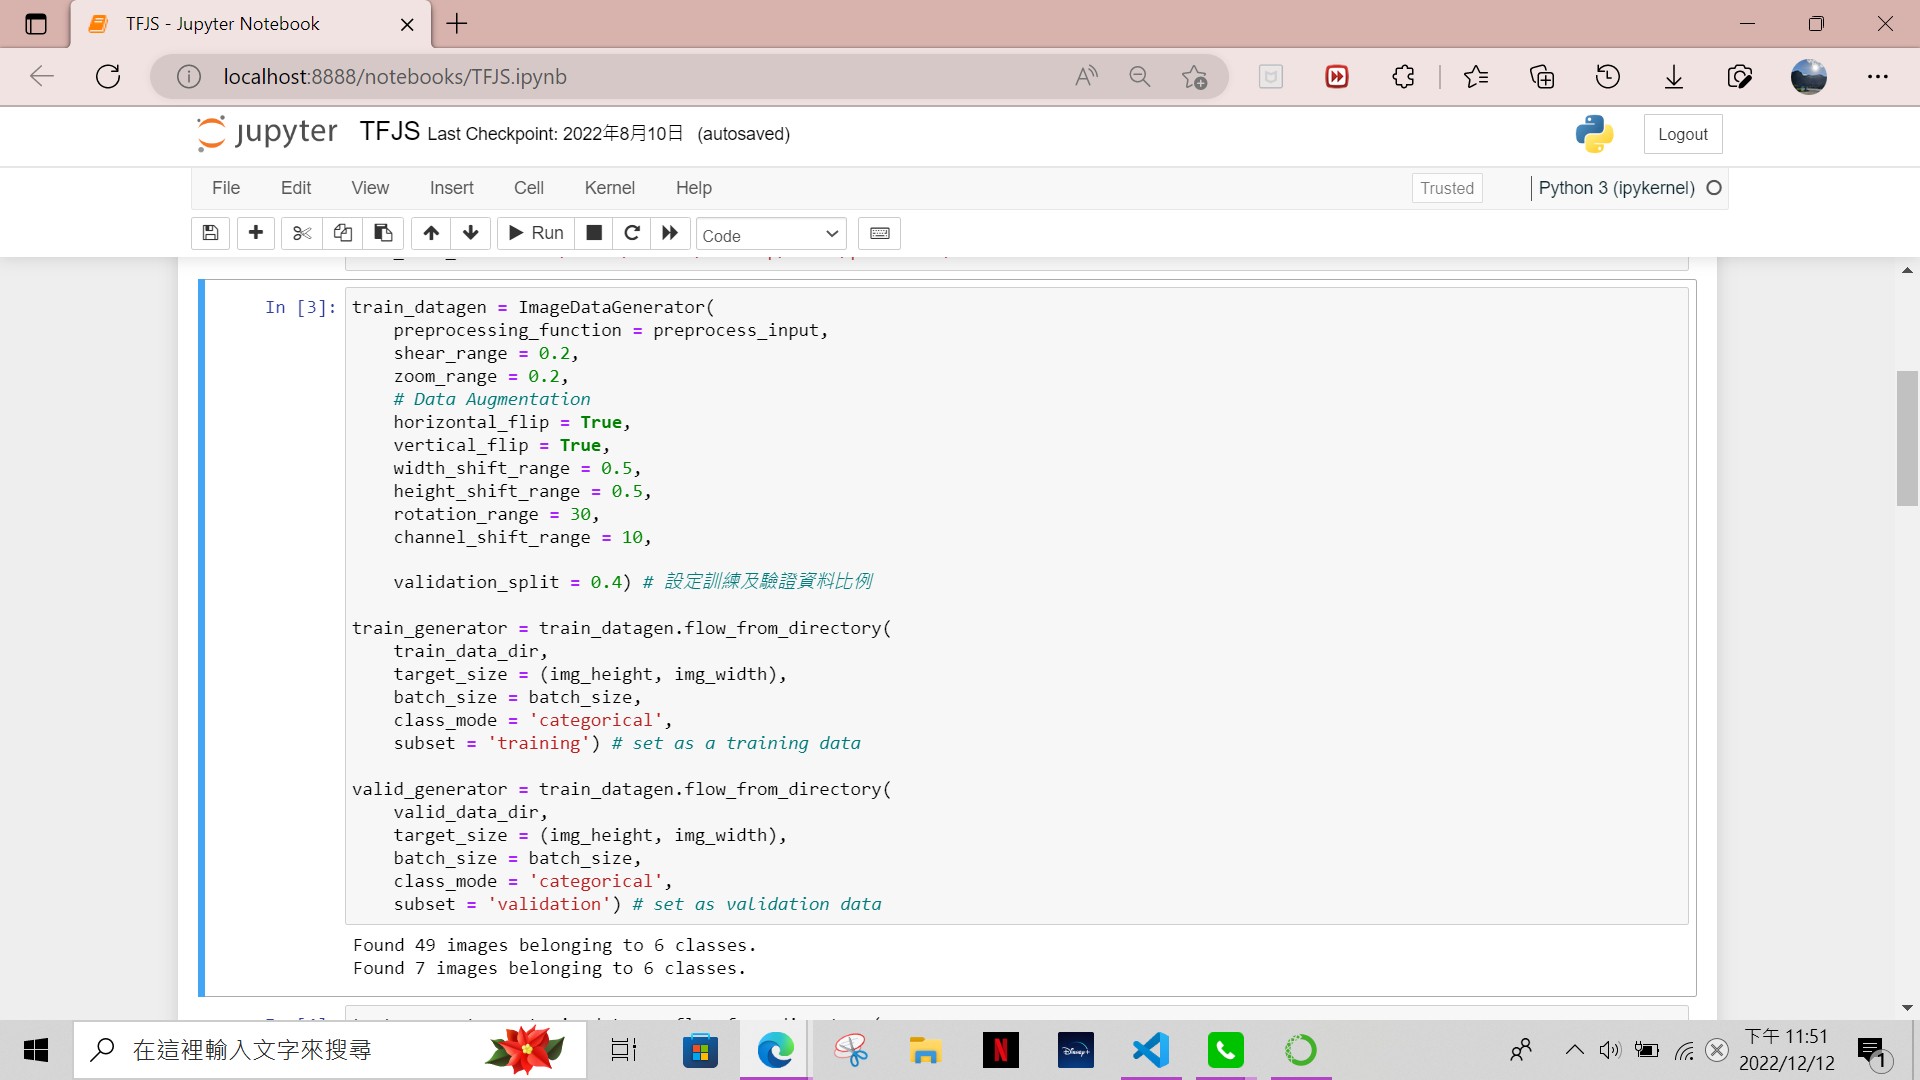 TFJS - Jupyter Notebook
localhost:8888/notebooks/TFJS.ipynb
jupyter TFJS Last Checkpoint: 2022年8月10日 (autosaved)
Logout
File Edit View Insert Cell Kernel Help
Trusted
Python 3 (ipykernel)
Run
Code
In [3]:
train_datagen = ImageDataGenerator(
    preprocessing_function = preprocess_input,
    shear_range = 0.2,
    zoom_range = 0.2,
    # Data Augmentation
    horizontal_flip = True,
    vertical_flip = True,
    width_shift_range = 0.5,
    height_shift_range = 0.5,
    rotation_range = 30,
    channel_shift_range = 10,
    validation_split = 0.4) # 設定訓練及驗證資料比例
train_generator = train_datagen.flow_from_directory(
    train_data_dir,
    target_size = (img_height, img_width),
    batch_size = batch_size,
    class_mode = 'categorical',
    subset = 'training') # set as a training data
valid_generator = train_datagen.flow_from_directory(
    valid_data_dir,
    target_size = (img_height, img_width),
    batch_size = batch_size,
    class_mode = 'categorical',
    subset = 'validation') # set as validation data
Found 49 images belonging to 6 classes.
Found 7 images belonging to 6 classes.
在這裡輸入文字來搜尋
N
Disney+
下午 11:51
2022/12/12
1